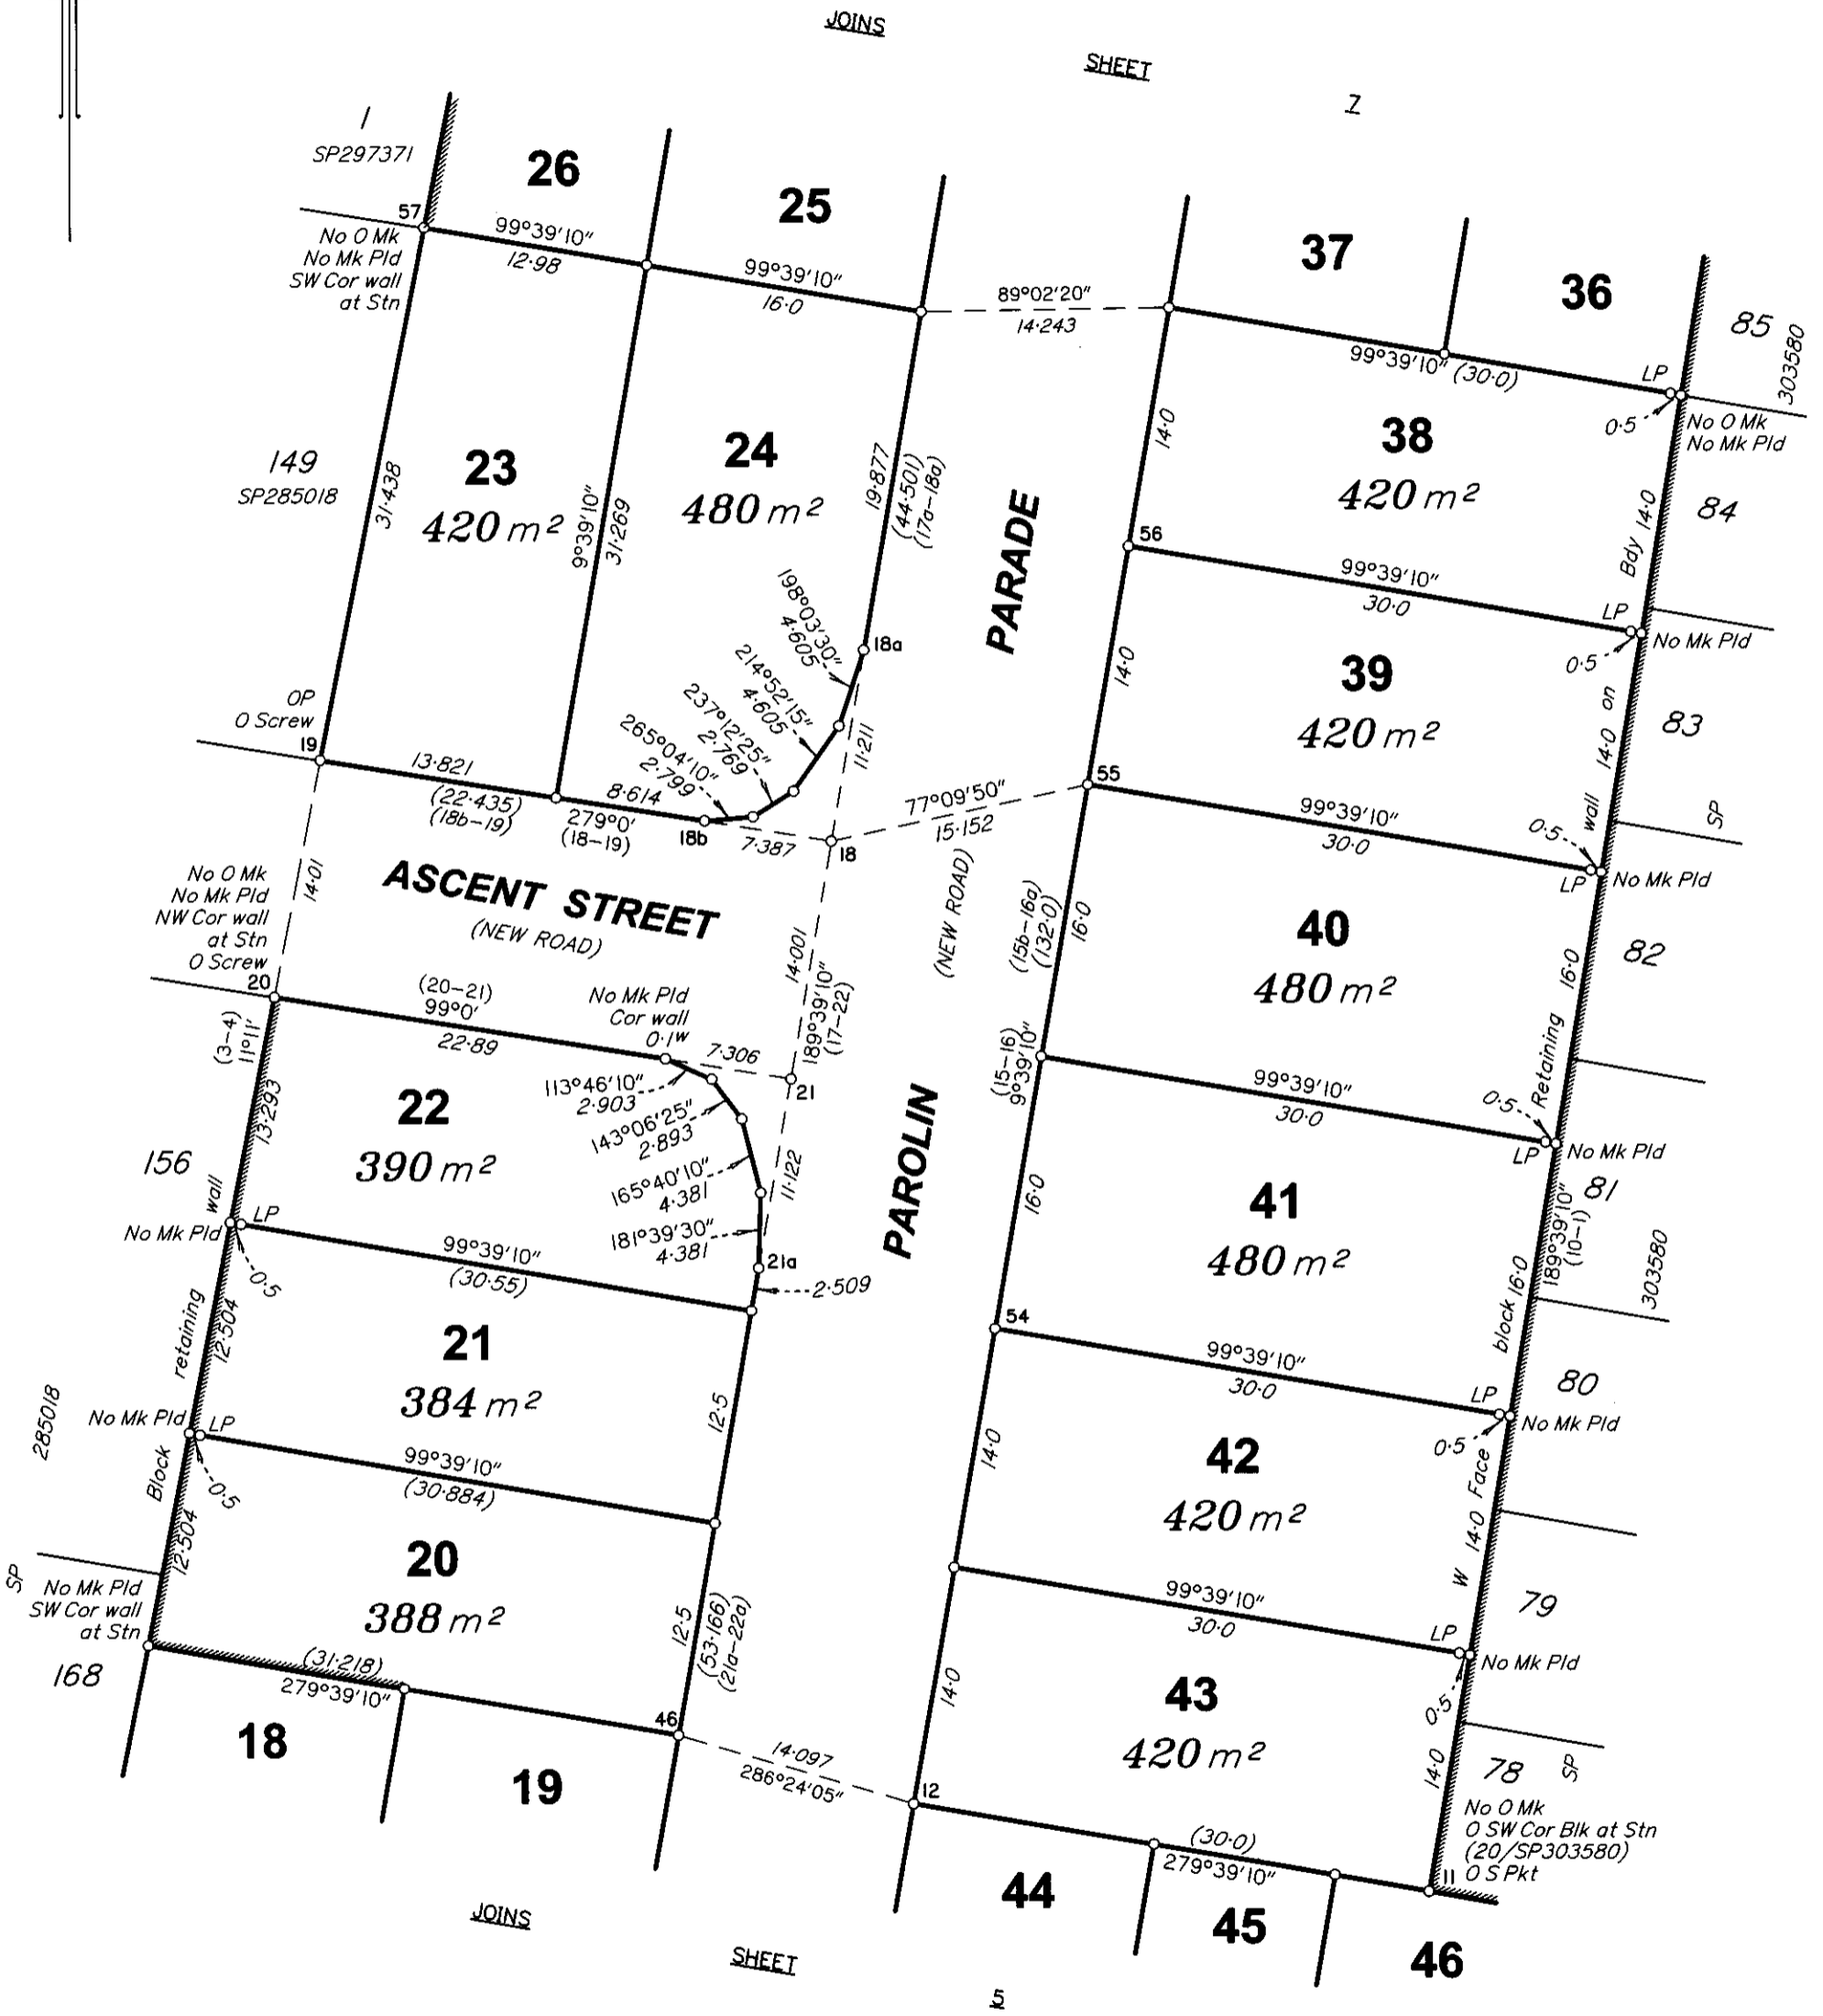 JOINS
SHEET
7
1
SP297371
26
25
37
36
85
303580
57
No O Mk
No Mk Pld
SW Cor wall
at Stn
99°39'10"
12·98
99°39'10"
16·0
89°02'20"
14·243
99°39'10" (30·0)
LP
0·5
No O Mk
No Mk Pld
149
SP285018
31·438
23
420 m²
9°39'10"
31·269
24
480 m²
19·877
(44·501)
(17a-18a)
PARADE
14·0
38
420 m²
Bdy 14·0
84
56
99°39'10"
30·0
LP
0·5
No Mk Pld
198°03'30"
4·605
214°52'15"
4·605
237°12'25"
2·769
265°04'10"
2·799
18a
11·211
14·0
39
420 m²
14·0 on
83
OP
O Screw
19
13·821
(22·435)
(18b-19)
8·614
279°0'
(18-19)
18b
7·387
18
77°09'50"
15·152
55
99°39'10"
30·0
0·5
LP
No Mk Pld
wall
SP
14·01
ASCENT STREET
(NEW ROAD)
14·001
189°39'10"
(17-22)
(NEW ROAD)
(15b-16a)
(132·0)
16·0
40
480 m²
16·0
82
No O Mk
No Mk Pld
NW Cor wall
at Stn
O Screw
20
(20-21)
99°0'
22·89
No Mk Pld
Cor wall
0·1W
7·306
21
(3-4)
11°11'
13·293
22
390 m²
113°46'10"
2·903
143°06'25"
2·893
165°40'10"
4·381
181°39'30"
4·381
11·122
21a
2·509
PAROLIN
(15-16)
9°39'10"
99°39'10"
30·0
Retaining
0·5
LP
No Mk Pld
156
wall
No Mk Pld
LP
0·5
99°39'10"
(30·55)
16·0
41
480 m²
81
189°39'10"
(10-1)
block 16·0
303580
retaining
12·504
21
384 m²
12·5
54
99°39'10"
30·0
LP
0·5
No Mk Pld
80
285018
No Mk Pld
LP
0·5
99°39'10"
(30·884)
Block
14·0
42
420 m²
W 14·0 Face
12·504
20
388 m²
12·5
(53·166)
(21a-22a)
99°39'10"
30·0
LP
0·5
No Mk Pld
79
SP
No Mk Pld
SW Cor wall
at Stn
168
(31·218)
279°39'10"
18
19
46
14·097
286°24'05"
12
14·0
43
420 m²
14·0
78
SP
No O Mk
O SW Cor Blk at Stn
(20/SP303580)
O S Pkt
11
(30·0)
279°39'10"
44
45
46
JOINS
SHEET
5